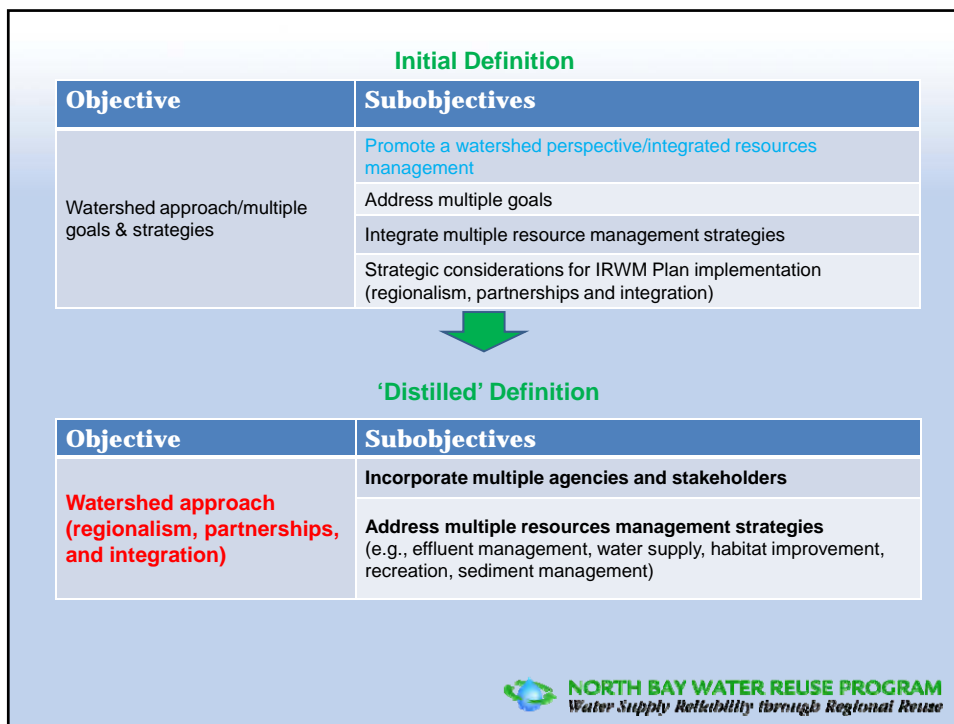 Initial Definition
Objective
Subobjectives
Watershed approach/multiple
goals & strategies
Promote a watershed perspective/integrated resources
management
Address multiple goals
Integrate multiple resource management strategies
Strategic considerations for IRWM Plan implementation
(regionalism, partnerships and integration)
‘Distilled’ Definition
Objective
Subobjectives
Watershed approach
(regionalism, partnerships,
and integration)
Incorporate multiple agencies and stakeholders
Address multiple resources management strategies
(e.g., effluent management, water supply, habitat improvement,
recreation, sediment management)
NORTH BAY WATER REUSE PROGRAM
Water Supply Reliability through Regional Reuse